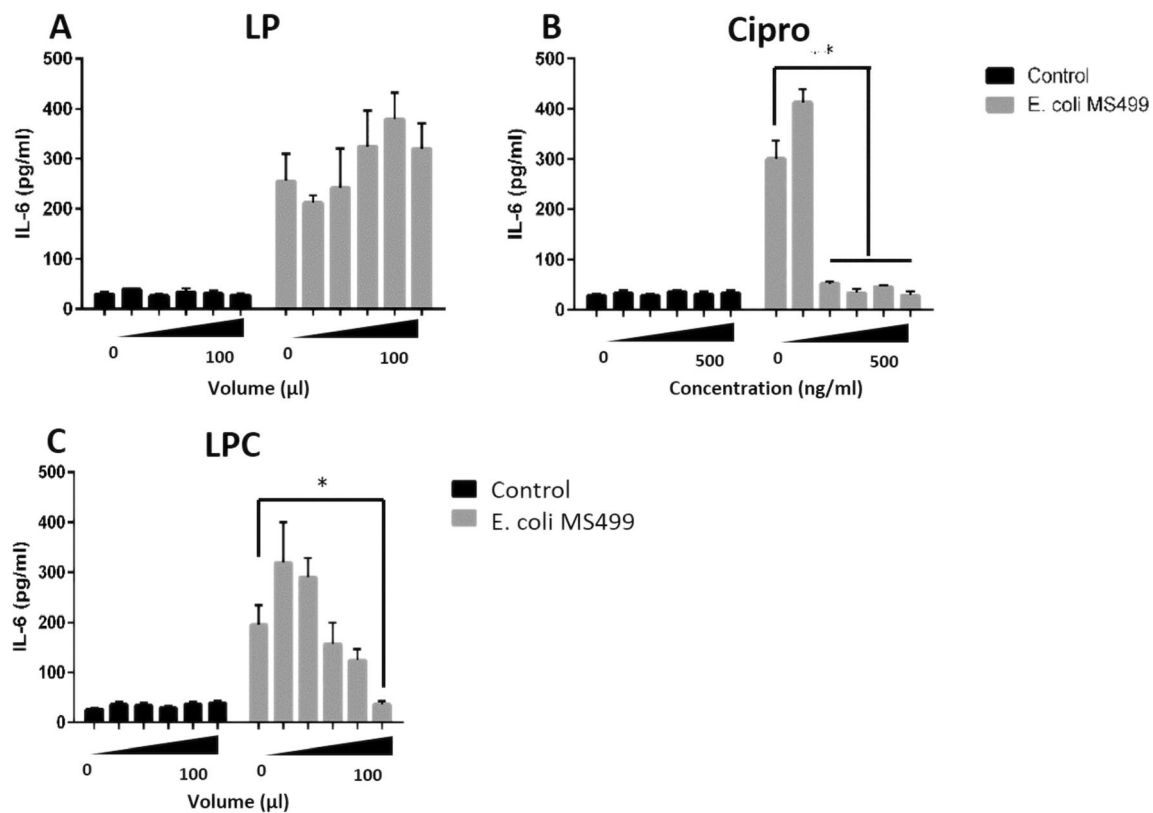 A LP
500
400
300
200
100
0
IL-6 (pg/ml)
0 100 0 100
Volume (µl)
B Cipro
*
500
400
300
200
100
0
IL-6 (pg/ml)
0 500 0 500
Concentration (ng/ml)
Control
E. coli MS499
C LPC
*
500
400
300
200
100
0
IL-6 (pg/ml)
0 100 0 100
Volume (µl)
Control
E. coli MS499